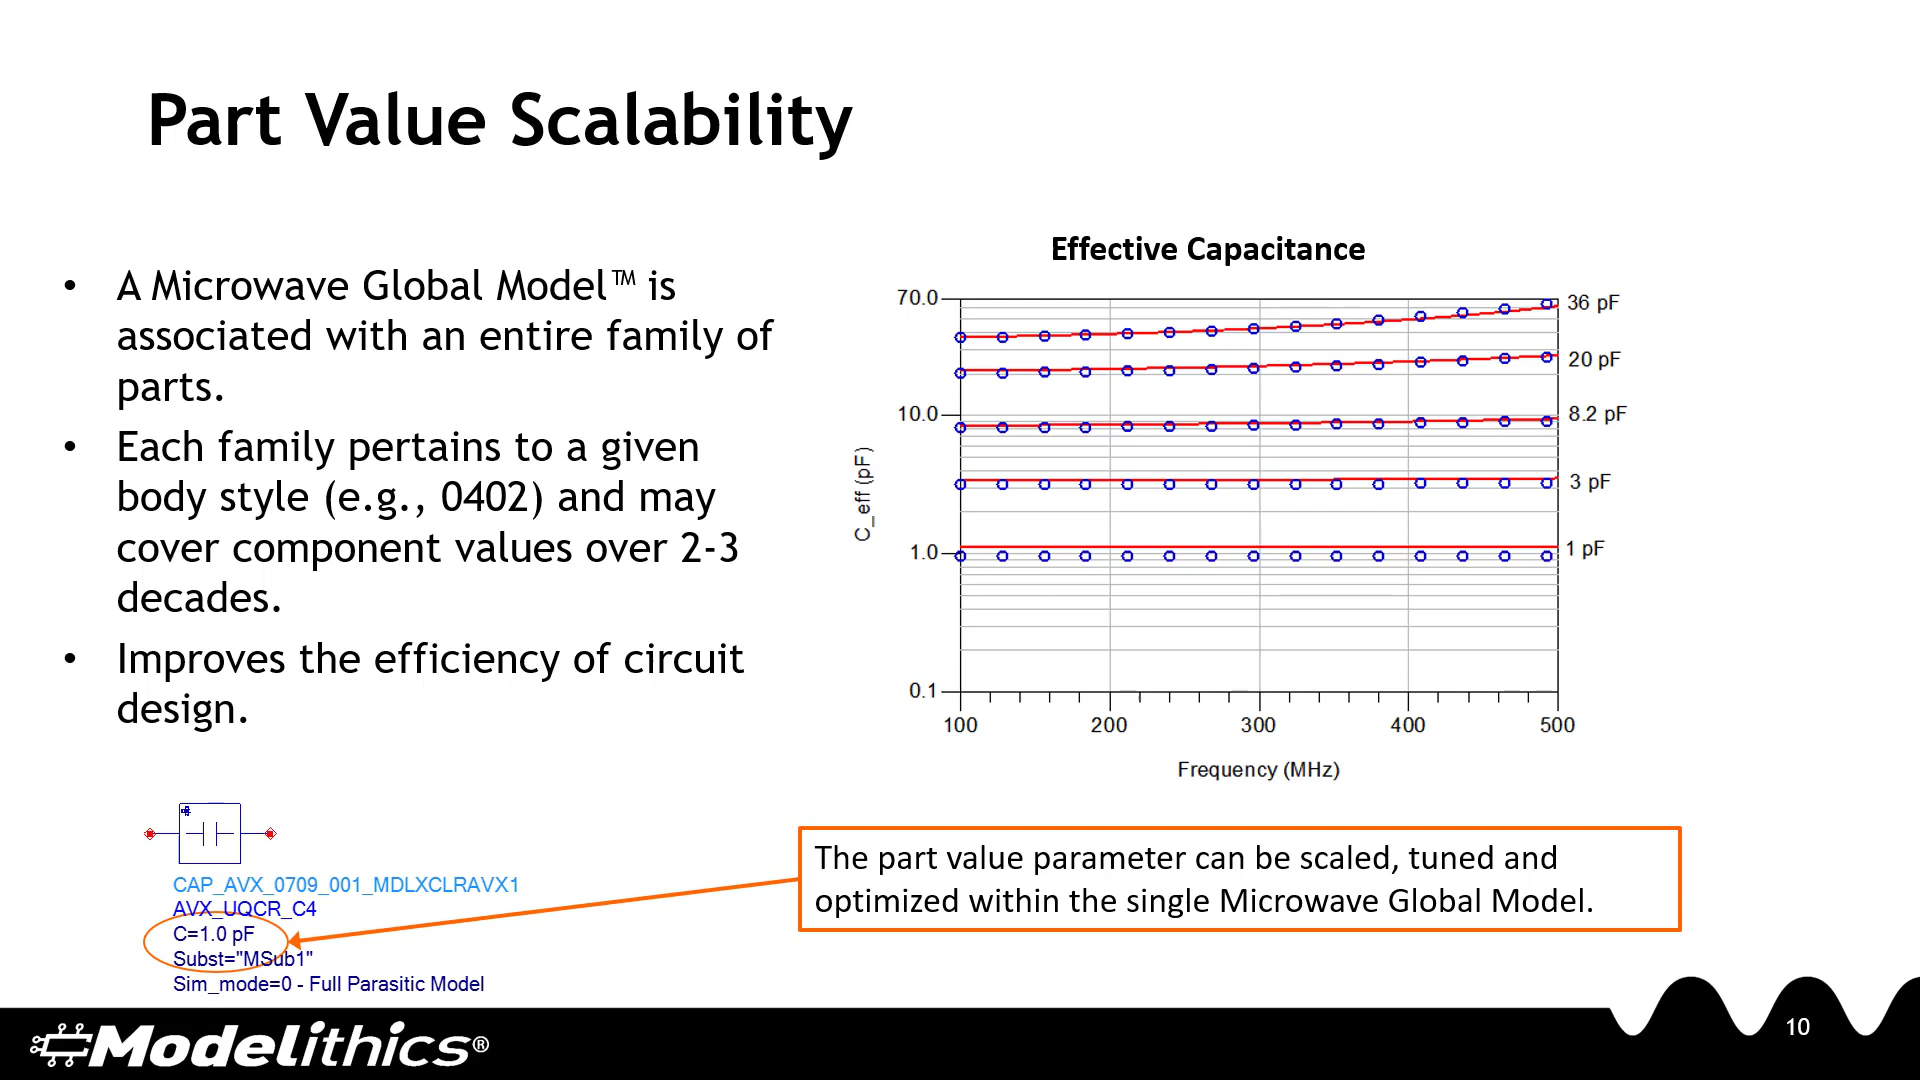 Part Value Scalability
• A Microwave Global Model™ is
associated with an entire family of
parts.
• Each family pertains to a given
body style (e.g., 0402) and may
cover component values over 2-3
decades.
• Improves the efficiency of circuit
design.
Effective Capacitance
70.0
10.0
1.0
0.1
C_eff (pF)
36 pF
20 pF
8.2 pF
3 pF
1 pF
100 200 300 400 500
Frequency (MHz)
CAP_AVX_0709_001_MDLXCLRAVX1
AVX_UQCR_C4
C=1.0 pF
Subst="MSub1"
Sim_mode=0 - Full Parasitic Model
The part value parameter can be scaled, tuned and
optimized within the single Microwave Global Model.
Modelithics®
10